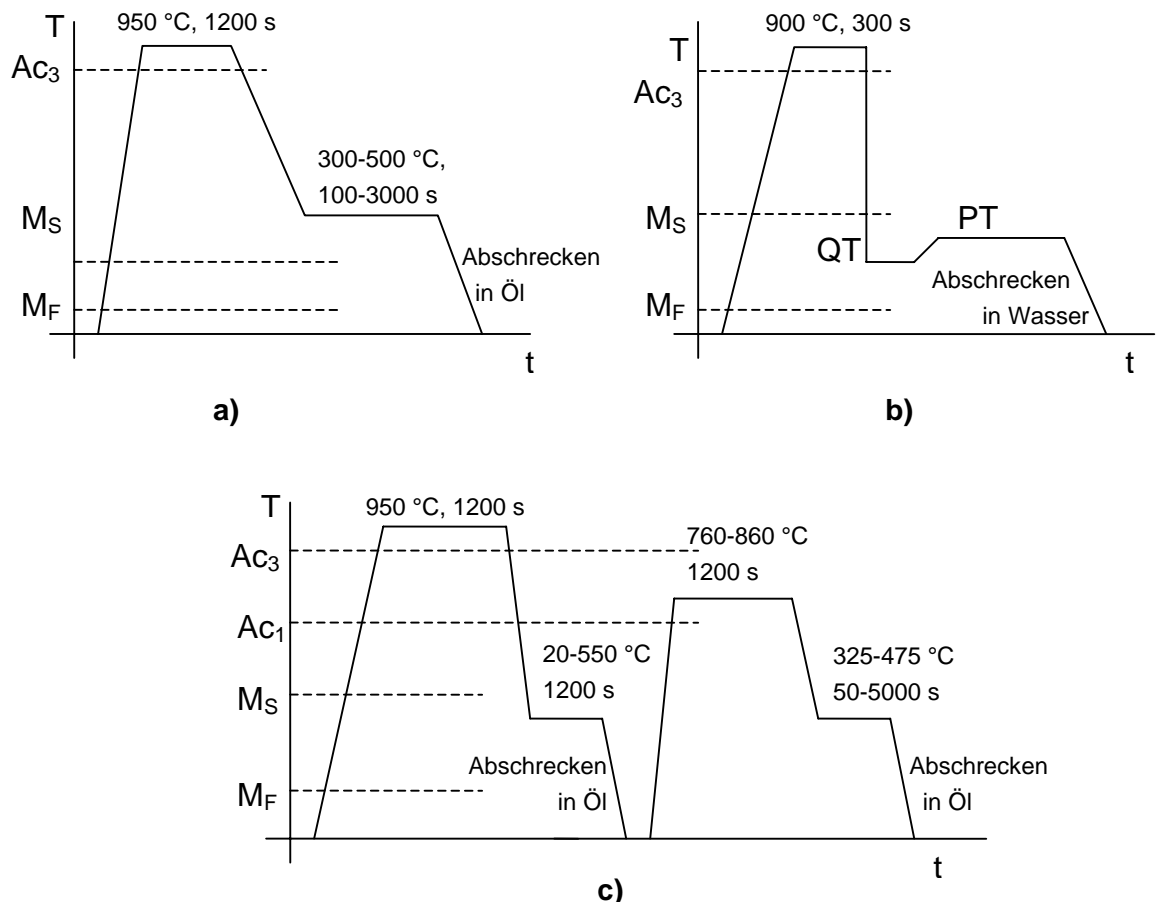 T
950 °C, 1200 s
Ac3
300-500 °C,
100-3000 s
MS
Abschrecken
in Öl
MF
t
a)
900 °C, 300 s
T
Ac3
MS
PT
QT
Abschrecken
in Wasser
MF
t
b)
T
950 °C, 1200 s
760-860 °C
1200 s
Ac3
Ac1
20-550 °C
1200 s
325-475 °C
50-5000 s
MS
Abschrecken
in Öl
Abschrecken
in Öl
MF
t
c)